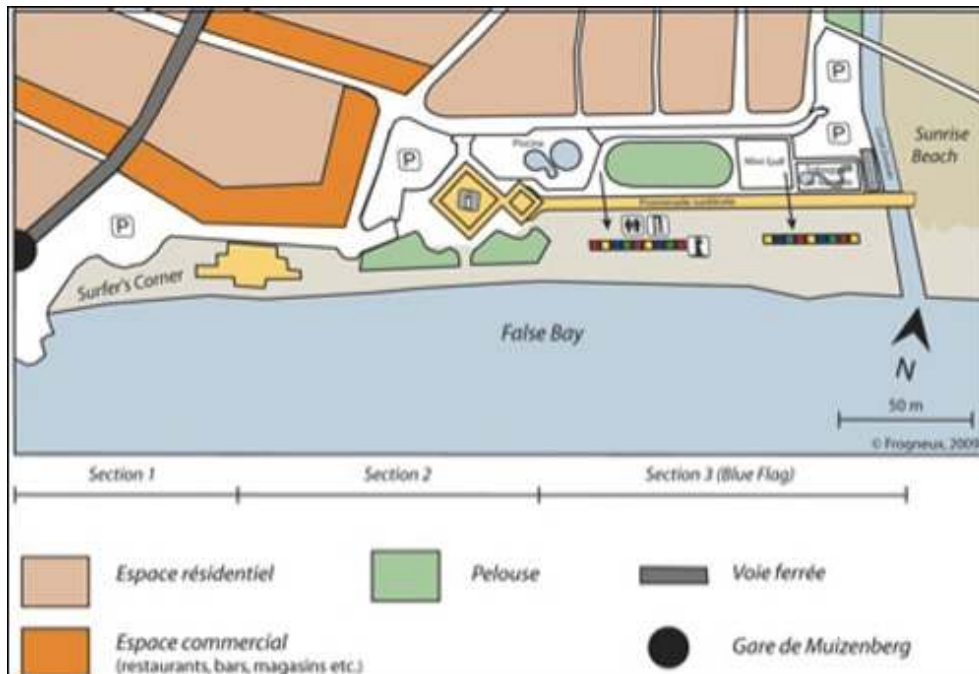 P
P
P
P
P
Piscine
Mini Golf
Sunrise
Beach
Promenade surélevée
Surfer's Corner
False Bay
N
50 m
© Frogneux, 2009
Section 1
Section 2
Section 3 (Blue Flag)
Espace résidentiel
Pelouse
Voie ferrée
Espace commercial
(restaurants, bars, magasins etc.)
Gare de Muizenberg